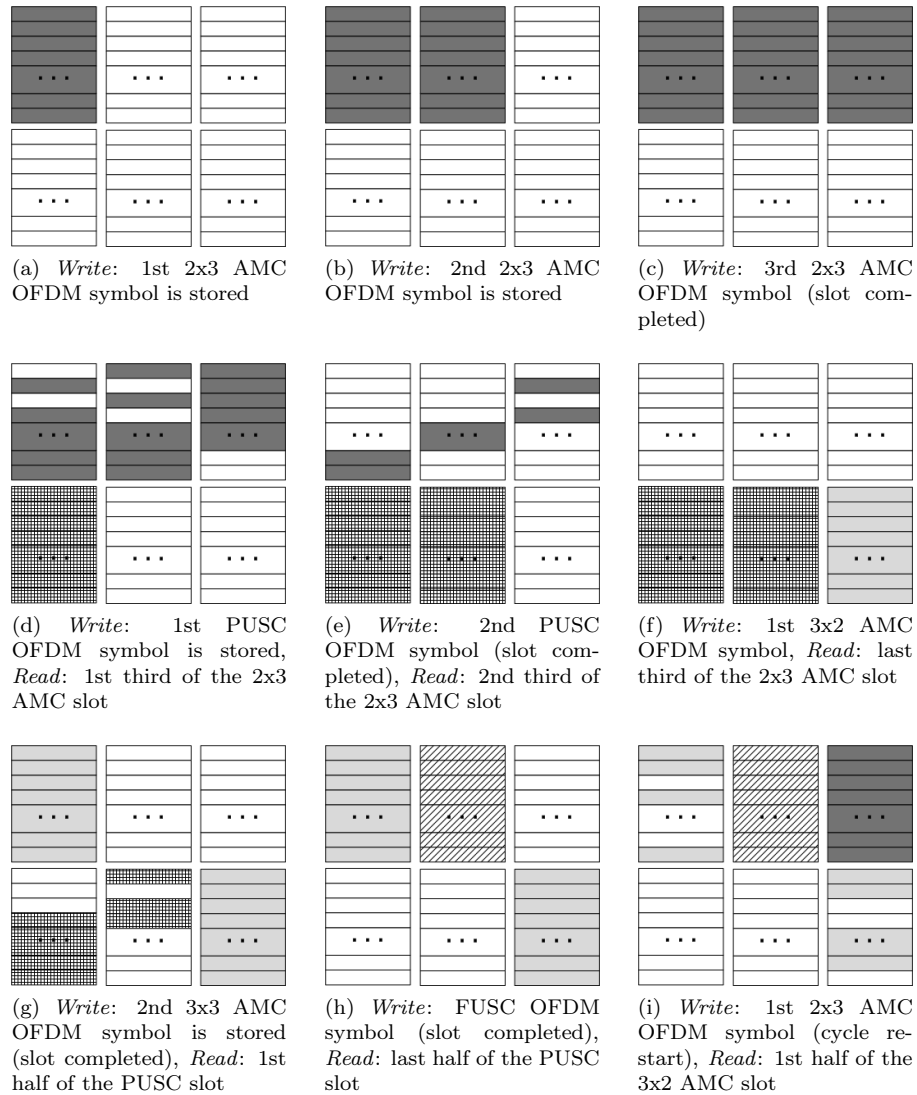 (a) Write: 1st 2x3 AMC
OFDM symbol is stored
(b) Write: 2nd 2x3 AMC
OFDM symbol is stored
(c) Write: 3rd 2x3 AMC
OFDM symbol (slot com-
pleted)
(d) Write: 1st PUSC
OFDM symbol is stored,
Read: 1st third of the 2x3
AMC slot
(e) Write: 2nd PUSC
OFDM symbol (slot com-
pleted), Read: 2nd third of
the 2x3 AMC slot
(f) Write: 1st 3x2 AMC
OFDM symbol, Read: last
third of the 2x3 AMC slot
(g) Write: 2nd 3x3 AMC
OFDM symbol is stored
(slot completed), Read: 1st
half of the PUSC slot
(h) Write: FUSC OFDM
symbol (slot completed),
Read: last half of the PUSC
slot
(i) Write: 1st 2x3 AMC
OFDM symbol (cycle re-
start), Read: 1st half of the
3x2 AMC slot